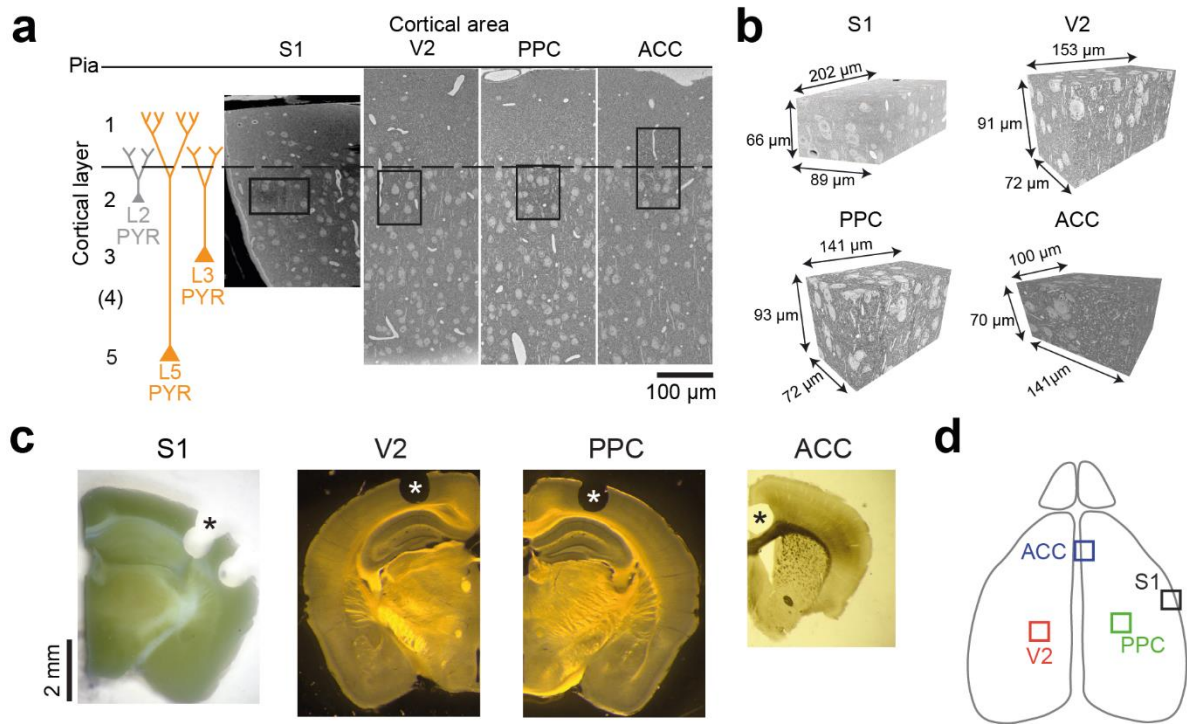 a
Cortical area
S1
V2
PPC
ACC
Pia
Cortical layer
1
2
3
(4)
5
L2
PYR
L3
PYR
L5
PYR
100 µm
b
S1
202 µm
66 µm
89 µm
V2
153 µm
91 µm
72 µm
PPC
141 µm
93 µm
72 µm
ACC
100 µm
70 µm
141µm
c
S1
V2
PPC
ACC
*
*
*
*
2 mm
d
ACC
S1
V2
PPC